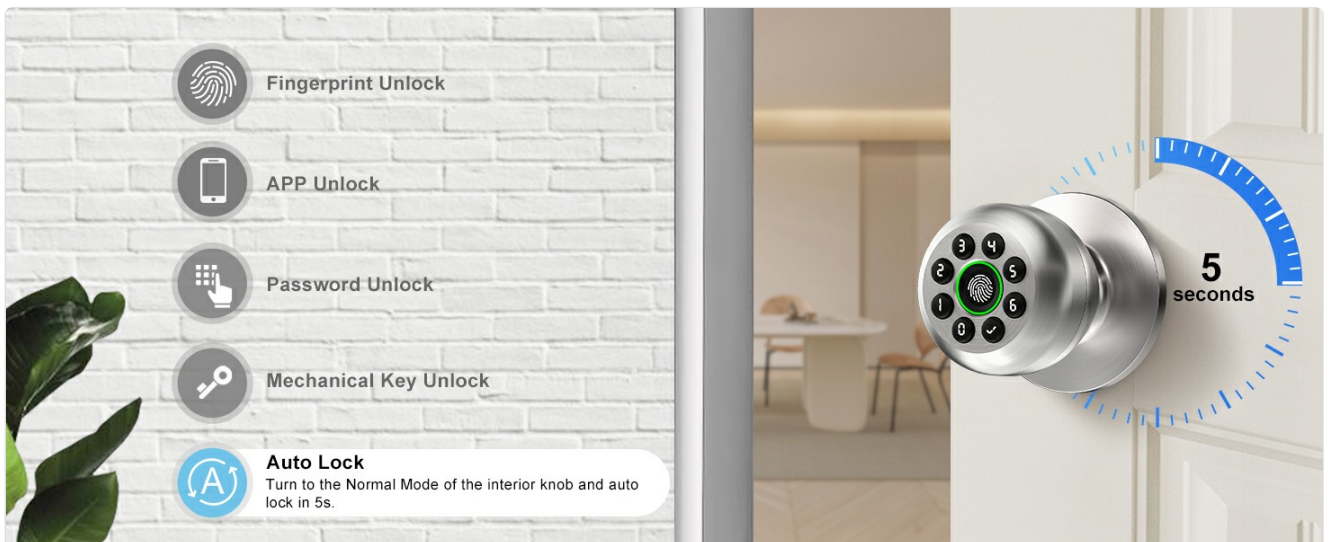 Fingerprint Unlock
APP Unlock
Password Unlock
Mechanical Key Unlock
A
Auto Lock
Turn to the Normal Mode of the interior knob and auto
lock in 5s.
3 4
2 5
1 6
0
5
seconds